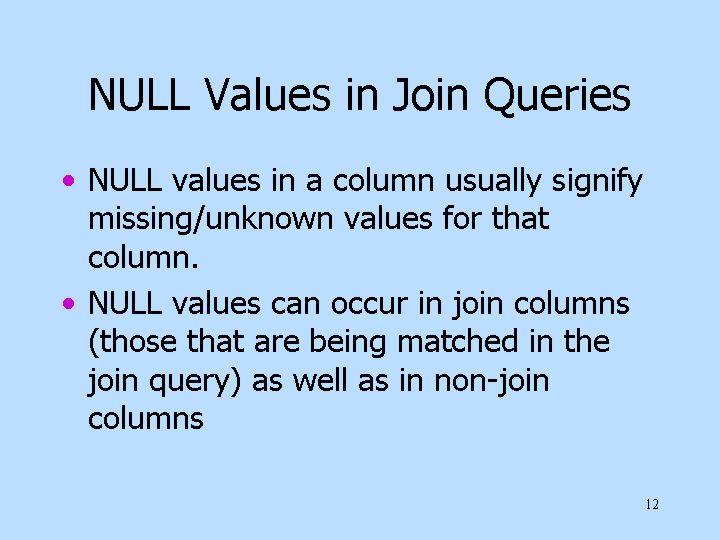 NULL Values in Join Queries
• NULL values in a column usually signify
missing/unknown values for that
column.
• NULL values can occur in join columns
(those that are being matched in the
join query) as well as in non-join
columns
12